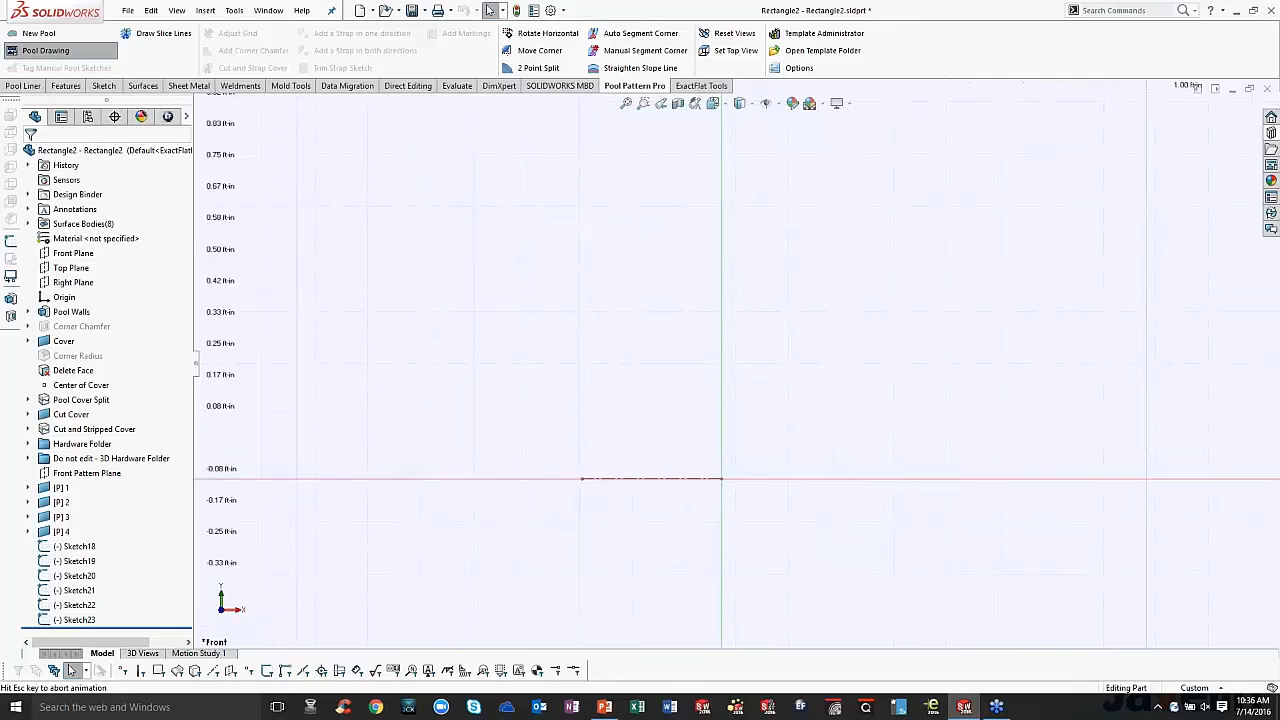 SOLIDWORKS File Edit View Insert Tools Window Help Rectangle2 - Rectangle2.sldprt * Search Commands
New Pool Draw Slice Lines Adjust Grid Add a Strap in one direction Add Markings Rotate Horizontal Auto Segment Corner Reset Views Template Administrator
Pool Drawing Add Corner Chamfer Add a Strap in both directions Move Corner Manual Segment Corner Set Top View Open Template Folder
Tag Manual Pool Sketches Cut and Strap Cover Trim Strap Sketch 2 Point Split Straighten Slope Line Options
Pool Liner Features Sketch Surfaces Sheet Metal Weldments Mold Tools Data Migration Direct Editing Evaluate DimXpert SOLIDWORKS MBD Pool Pattern Pro ExactFlat Tools
1.00 ft-in
0.83 ft-in
0.75 ft-in
0.67 ft-in
0.58 ft-in
0.50 ft-in
0.42 ft-in
0.33 ft-in
0.25 ft-in
0.17 ft-in
0.08 ft-in
-0.08 ft-in
-0.17 ft-in
-0.25 ft-in
-0.33 ft-in
Rectangle2 - Rectangle2 (Default<ExactFlat
History
Sensors
Design Binder
Annotations
Surface Bodies(8)
Material <not specified>
Front Plane
Top Plane
Right Plane
Origin
Pool Walls
Corner Chamfer
Cover
Corner Radius
Delete Face
Center of Cover
Pool Cover Split
Cut Cover
Cut and Stripped Cover
Hardware Folder
Do not edit - 3D Hardware Folder
Front Pattern Plane
[P] 1
[P] 2
[P] 3
[P] 4
(-) Sketch18
(-) Sketch19
(-) Sketch20
(-) Sketch21
(-) Sketch22
(-) Sketch23
Y
X
*Front
Model 3D Views Motion Study 1
Hit Esc key to abort animation Editing Part Custom
Search the web and Windows 10:36 AM
7/14/2016